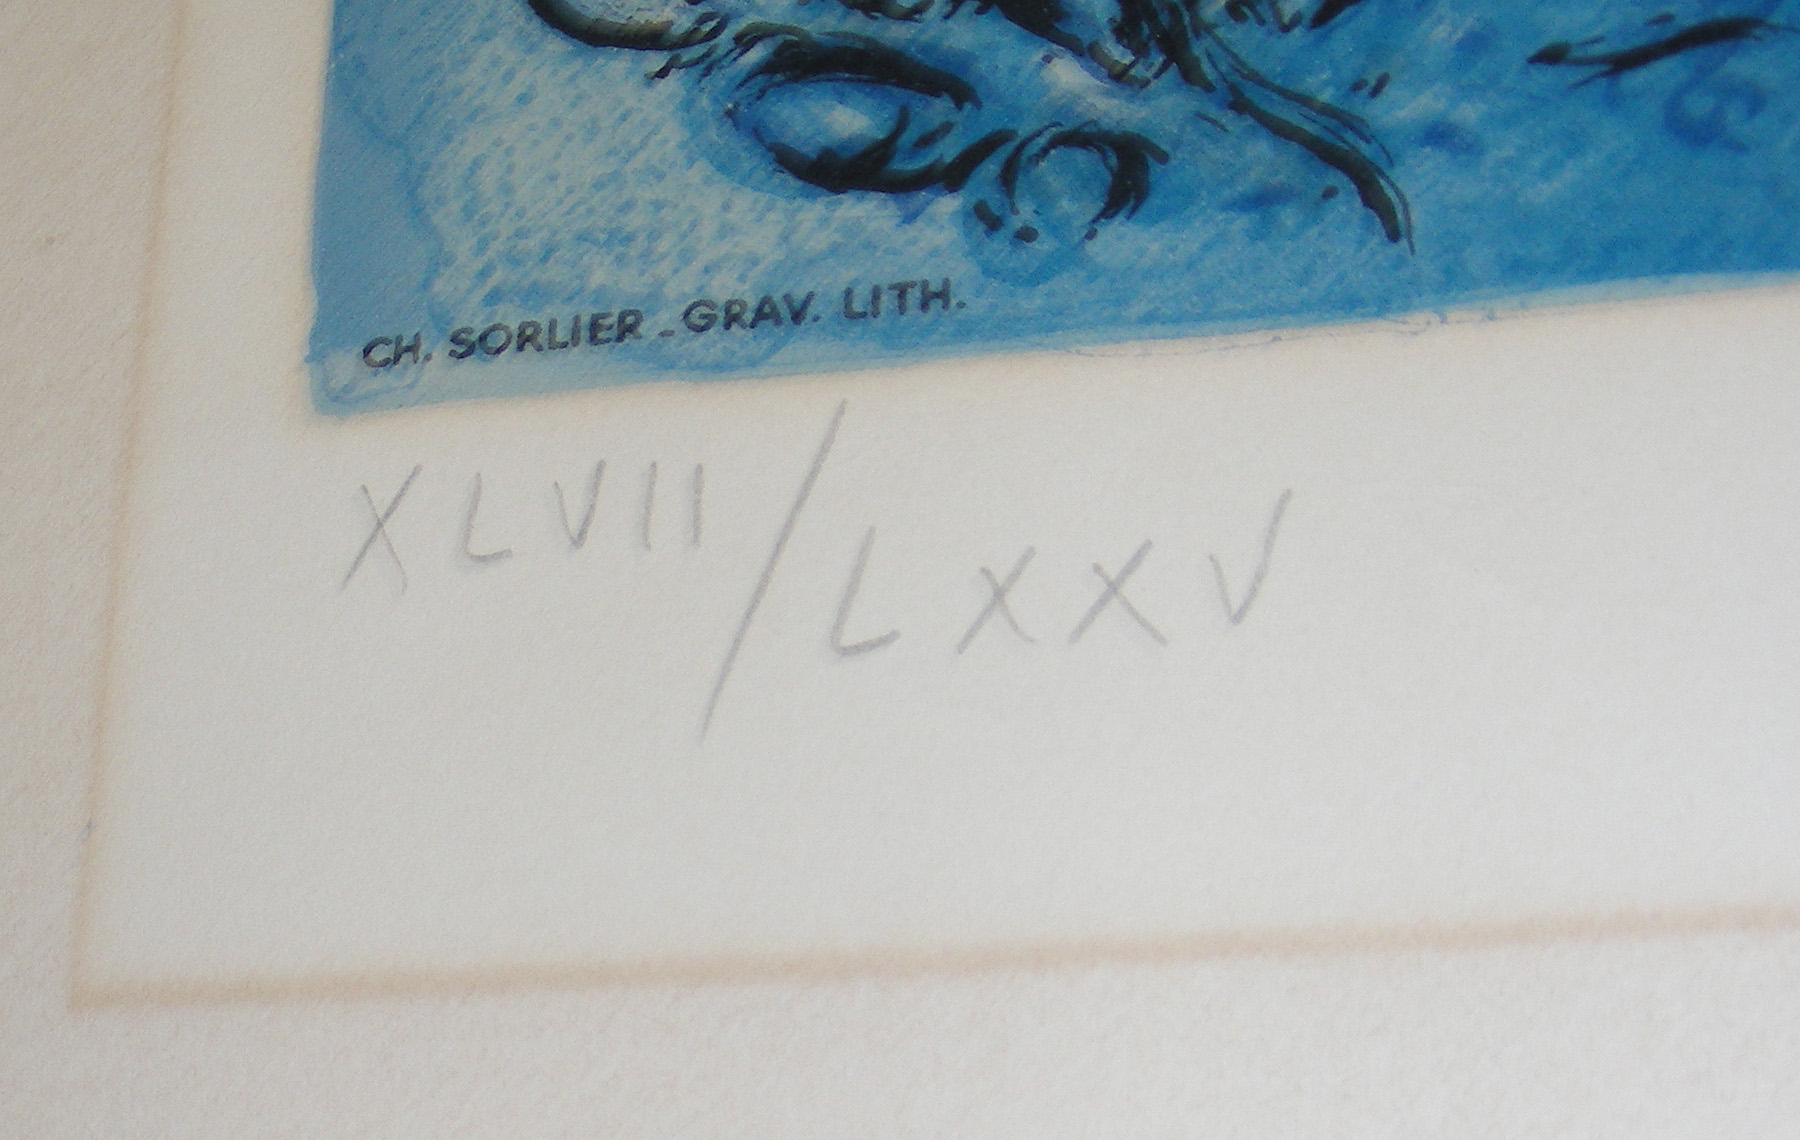 CH. SORLIER - GRAV. LITH.
XLVII/LXXV